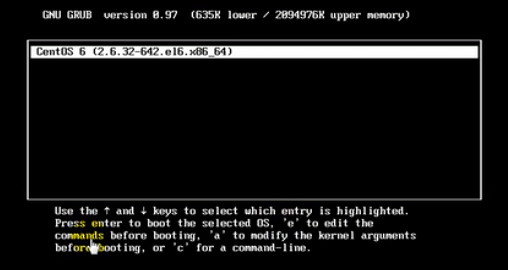 GNU GRUB  version 0.97  (635K lower / 2094976K upper memory)
CentOS 6 (2.6.32-642.el6.x86_64)
Use the ↑ and ↓ keys to select which entry is highlighted.
Press enter to boot the selected OS, 'e' to edit the
commands before booting, 'a' to modify the kernel arguments
before booting, or 'c' for a command-line.